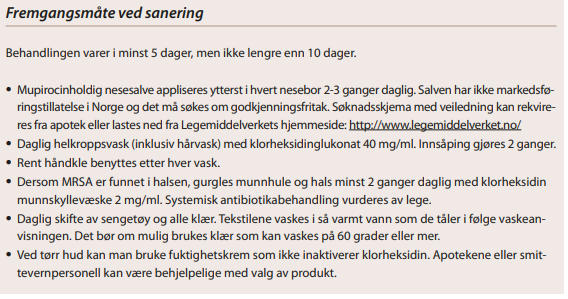 Fremgangsmåte ved sanering
Behandlingen varer i minst 5 dager, men ikke lengre enn 10 dager.
• Mupirocinholdig nesesalve appliseres ytterst i hvert nesebor 2-3 ganger daglig. Salven har ikke markedsfø-
ringstillatelse i Norge og det må søkes om godkjenningsfritak. Søknadsskjema med veiledning kan rekvire-
res fra apotek eller lastes ned fra Legemiddelverkets hjemmeside: http://www.legemiddelverket.no/
• Daglig helkroppsvask (inklusiv hårvask) med klorheksidinglukonat 40 mg/ml. Innsåping gjøres 2 ganger.
• Rent håndkle benyttes etter hver vask.
• Dersom MRSA er funnet i halsen, gurgles munnhule og hals minst 2 ganger daglig med klorheksidin
munnskyllevæske 2 mg/ml. Systemisk antibiotikabehandling vurderes av lege.
• Daglig skifte av sengetøy og alle klær. Tekstilene vaskes i så varmt vann som de tåler i følge vaskean-
visningen. Det bør om mulig brukes klær som kan vaskes på 60 grader eller mer.
• Ved tørr hud kan man bruke fuktighetskrem som ikke inaktiverer klorheksidin. Apotekene eller smit-
tevernpersonell kan være behjelpelige med valg av produkt.